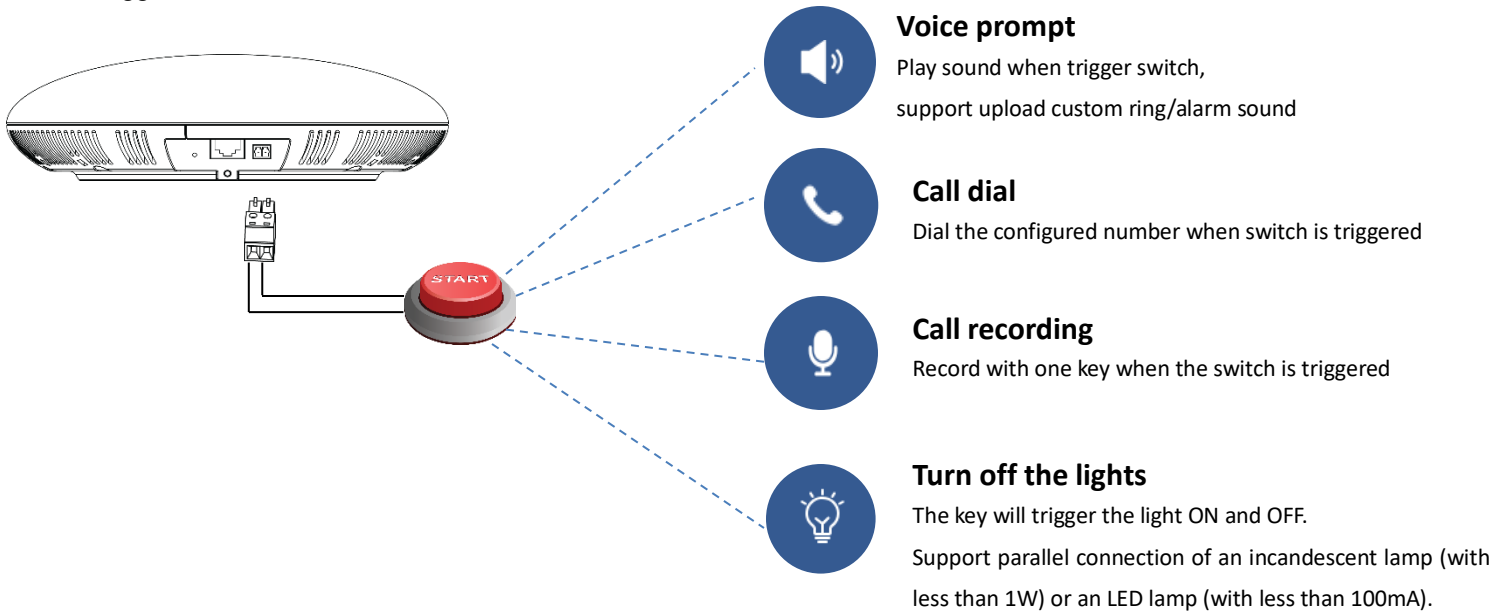 START
Voice prompt
Play sound when trigger switch,
support upload custom ring/alarm sound
Call dial
Dial the configured number when switch is triggered
Call recording
Record with one key when the switch is triggered
Turn off the lights
The key will trigger the light ON and OFF.
Support parallel connection of an incandescent lamp (with
less than 1W) or an LED lamp (with less than 100mA).